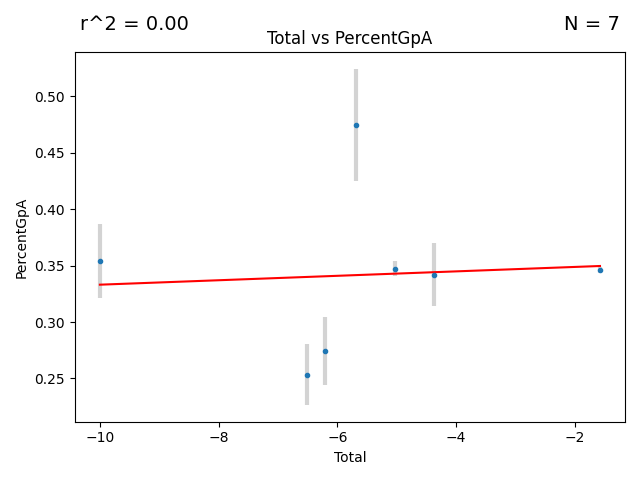 r^2 = 0.00
N = 7
Total vs PercentGpA
0.50
0.45
0.40
0.35
0.30
0.25
PercentGpA
−10
−8
−6
−4
−2
Total